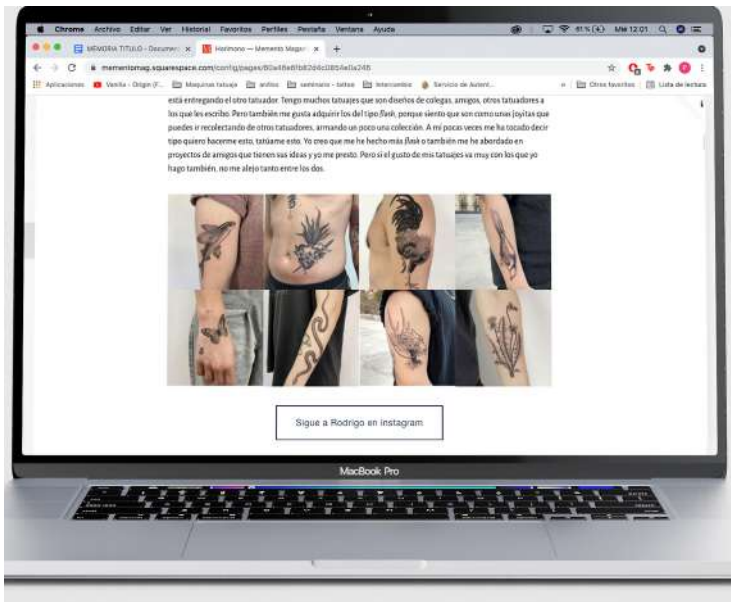 Chrome Archivo Editar Ver Historial Favoritos Perfiles Pestaña Ventana Ayuda
61% Mié 12:01
MEMORIA TITULO - Documen
Horimono — Memento Magaz
mementomag.squarespace.com/config/pages/
Aplicaciones Maquinas tatuaje anillos seminario - tattoo Intercambio Servicio de Autent... Otros favoritos Lista de lectura
está entregando el otro tatuador. Tengo muchos tatuajes que son diseños de colegas, amigos, otros tatuadores a
los que les escribo. Pero también me gusta adquirir los del tipo flash, porque siento que son como unas joyitas que
puedes ir recolectando de otros tatuadores, armando un poco una colección. A mi pocas veces me ha tocado decir
tipo quiero hacerme esto, tatúame esto. Yo creo que me he hecho más flash o también me he abordado en
proyectos de amigos que tienen sus ideas y yo me presto. Pero si el gusto de mis tatuajes va muy con los que yo
hago también, no me alejo tanto entre los dos.
Sigue a Rodrigo en instagram
MacBook Pro